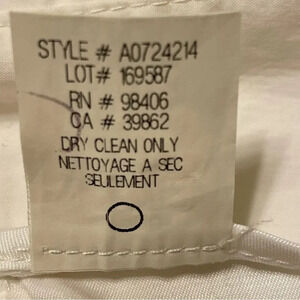 STYLE # A0724214
LOT# 169587
RN # 98406
CA # 39862
DRY CLEAN ONLY
NETTOYAGE A SEC
SEULEMENT